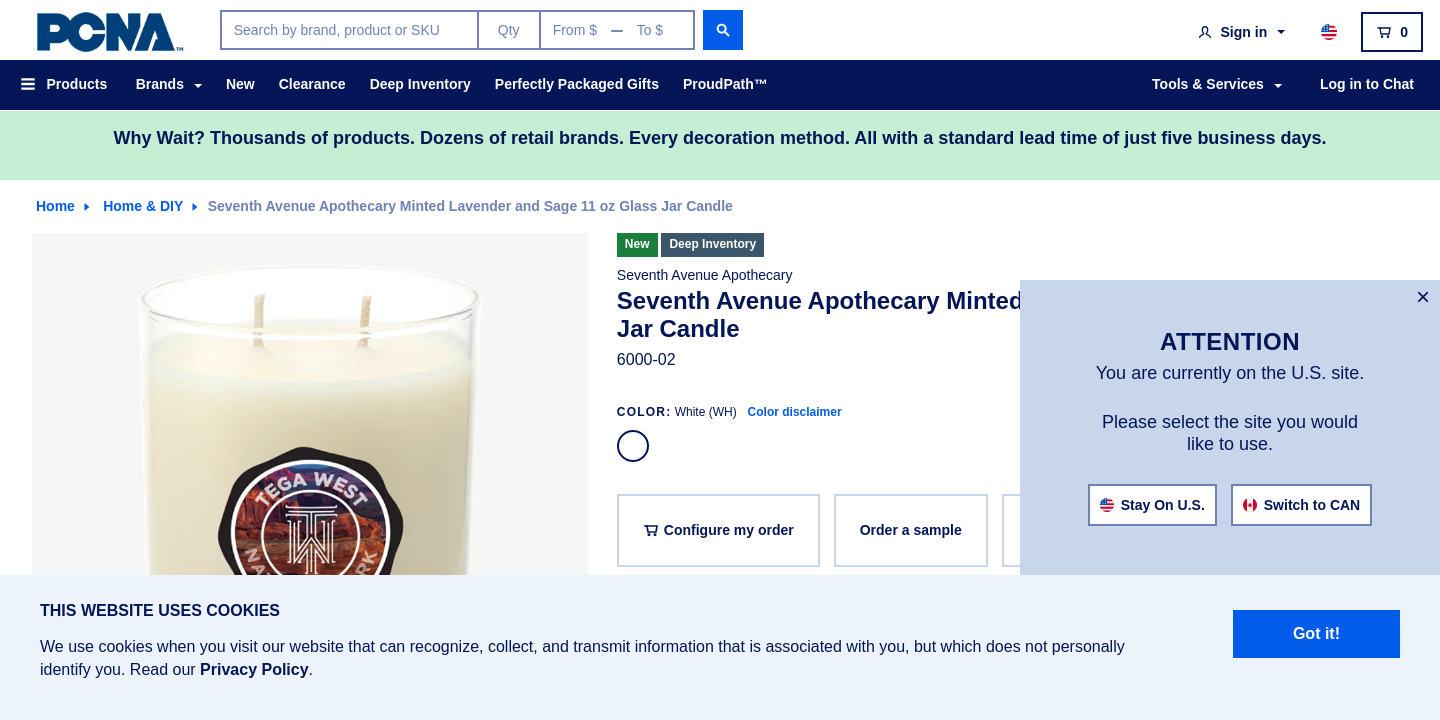 PCNA™
Search by brand, product or SKU Qty From $ — To $
Sign in
0
Products Brands New Clearance Deep Inventory Perfectly Packaged Gifts ProudPath™ Tools & Services Log in to Chat
Why Wait? Thousands of products. Dozens of retail brands. Every decoration method. All with a standard lead time of just five business days.
Home Home & DIY Seventh Avenue Apothecary Minted Lavender and Sage 11 oz Glass Jar Candle
New Deep Inventory
Seventh Avenue Apothecary
Seventh Avenue Apothecary Minted
Jar Candle
6000-02
COLOR: White (WH) Color disclaimer
Configure my order Order a sample
TEGA WEST
×
ATTENTION
You are currently on the U.S. site.
Please select the site you would
like to use.
Stay On U.S. Switch to CAN
THIS WEBSITE USES COOKIES
We use cookies when you visit our website that can recognize, collect, and transmit information that is associated with you, but which does not personally
identify you. Read our Privacy Policy.
Got it!